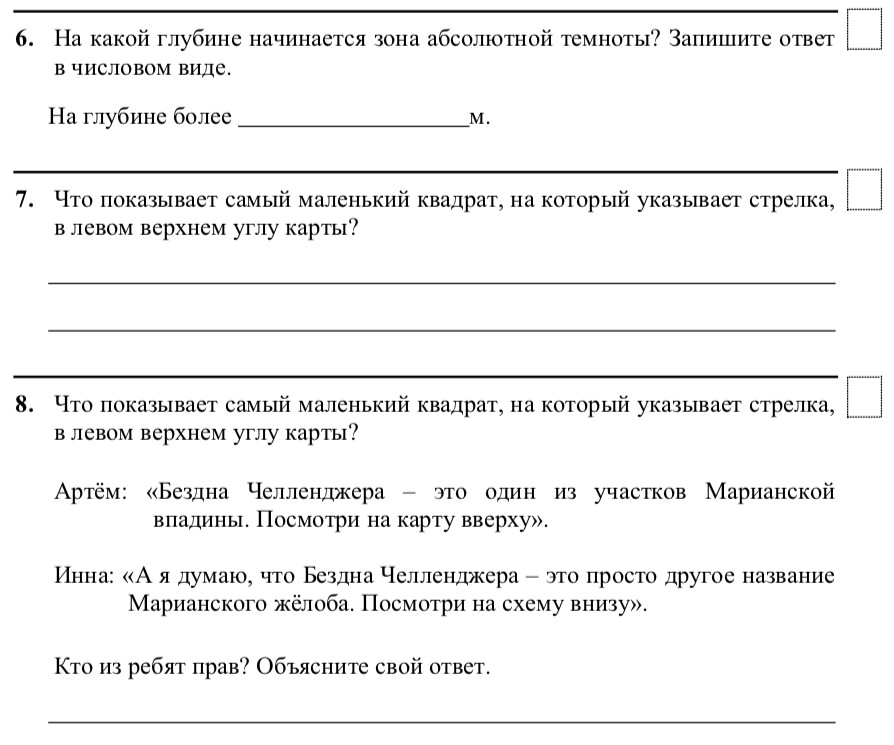 6. На какой глубине начинается зона абсолютной темноты? Запишите ответ
в числовом виде.
На глубине более ____________________м.
7. Что показывает самый маленький квадрат, на который указывает стрелка,
в левом верхнем углу карты?
8. Что показывает самый маленький квадрат, на который указывает стрелка,
в левом верхнем углу карты?
Артём: «Бездна Челленджера – это один из участков Марианской
впадины. Посмотри на карту вверху».
Инна: «А я думаю, что Бездна Челленджера – это просто другое название
Марианского жёлоба. Посмотри на схему внизу».
Кто из ребят прав? Объясните свой ответ.